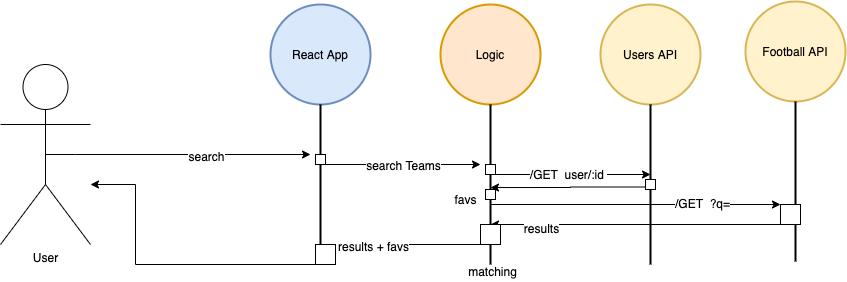 React App
Logic
Users API
Football API
search
search Teams
/GET user/:id
favs
/GET ?q=
results
results + favs
User
matching